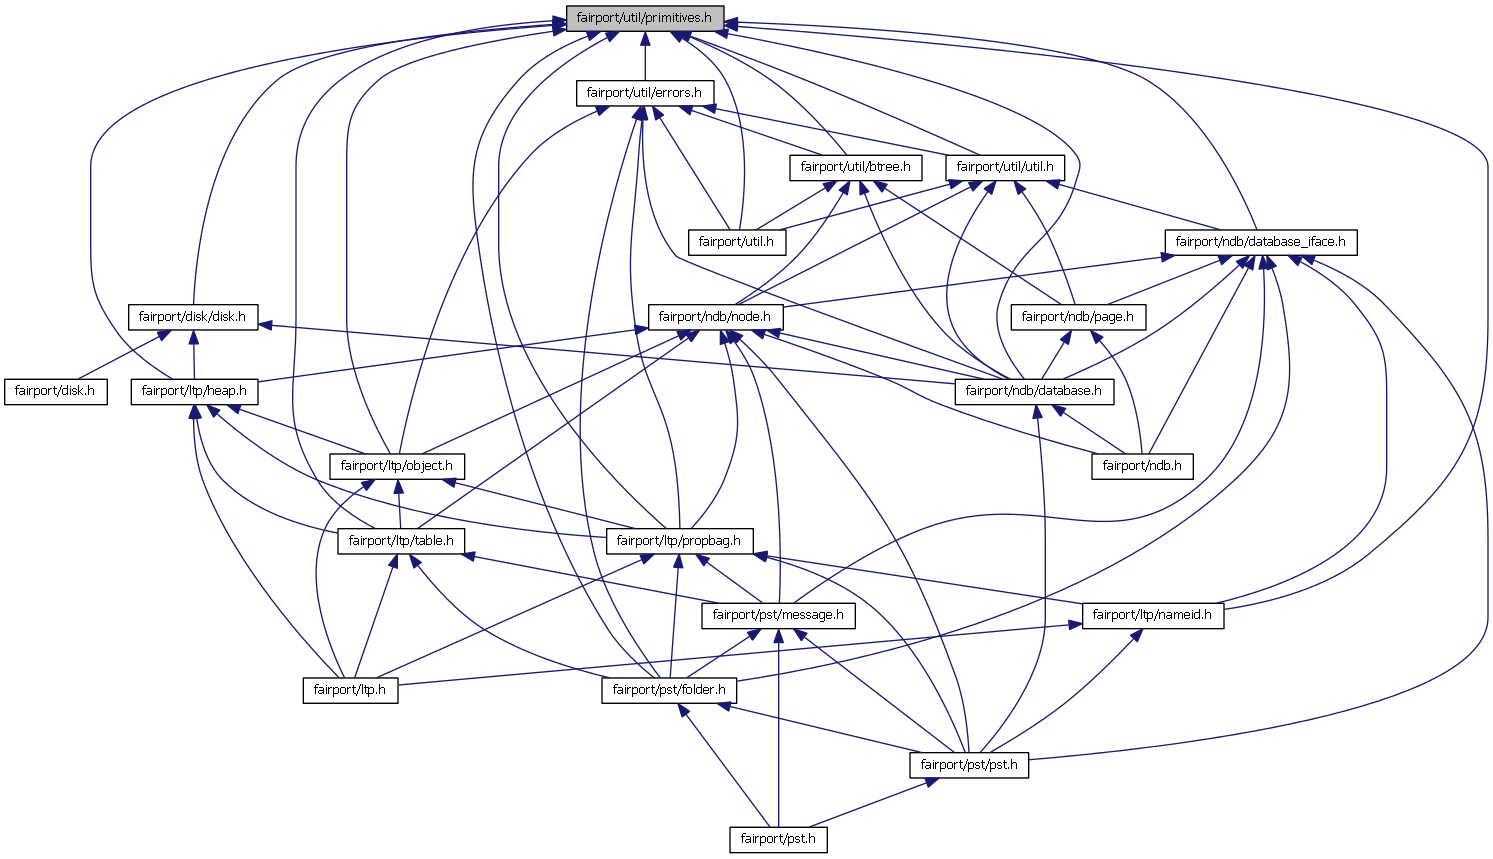 fairport/util/primitives.h
fairport/util/errors.h
fairport/util/btree.h
fairport/util/util.h
fairport/util.h
fairport/ndb/database_iface.h
fairport/disk/disk.h
fairport/ndb/node.h
fairport/ndb/page.h
fairport/disk.h
fairport/ltp/heap.h
fairport/ndb/database.h
fairport/ltp/object.h
fairport/ndb.h
fairport/ltp/table.h
fairport/ltp/propbag.h
fairport/pst/message.h
fairport/ltp/nameid.h
fairport/ltp.h
fairport/pst/folder.h
fairport/pst/pst.h
fairport/pst.h